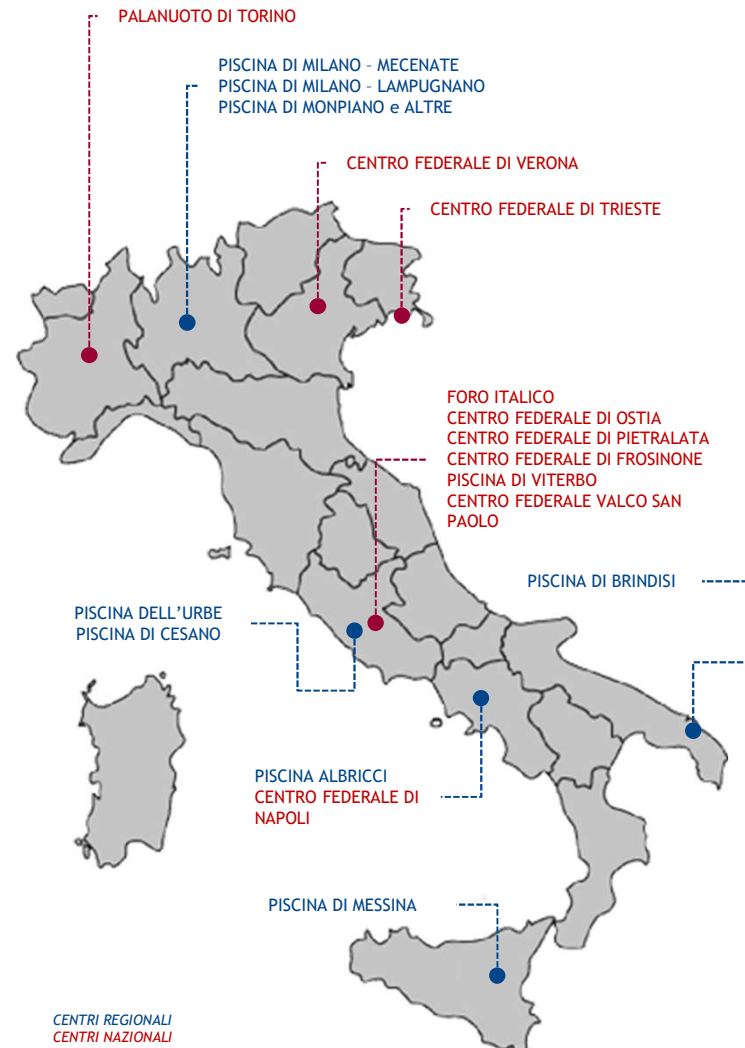 PALANUOTO DI TORINO
PISCINA DI MILANO – MECENATE
PISCINA DI MILANO – LAMPUGNANO
PISCINA DI MONPIANO e ALTRE
CENTRO FEDERALE DI VERONA
CENTRO FEDERALE DI TRIESTE
FORO ITALICO
CENTRO FEDERALE DI OSTIA
CENTRO FEDERALE DI PIETRALATA
CENTRO FEDERALE DI FROSINONE
PISCINA DI VITERBO
CENTRO FEDERALE VALCO SAN
PAOLO
PISCINA DI BRINDISI
PISCINA DELL’URBE
PISCINA DI CESANO
PISCINA ALBRICCI
CENTRO FEDERALE DI
NAPOLI
PISCINA DI MESSINA
CENTRI REGIONALI
CENTRI NAZIONALI